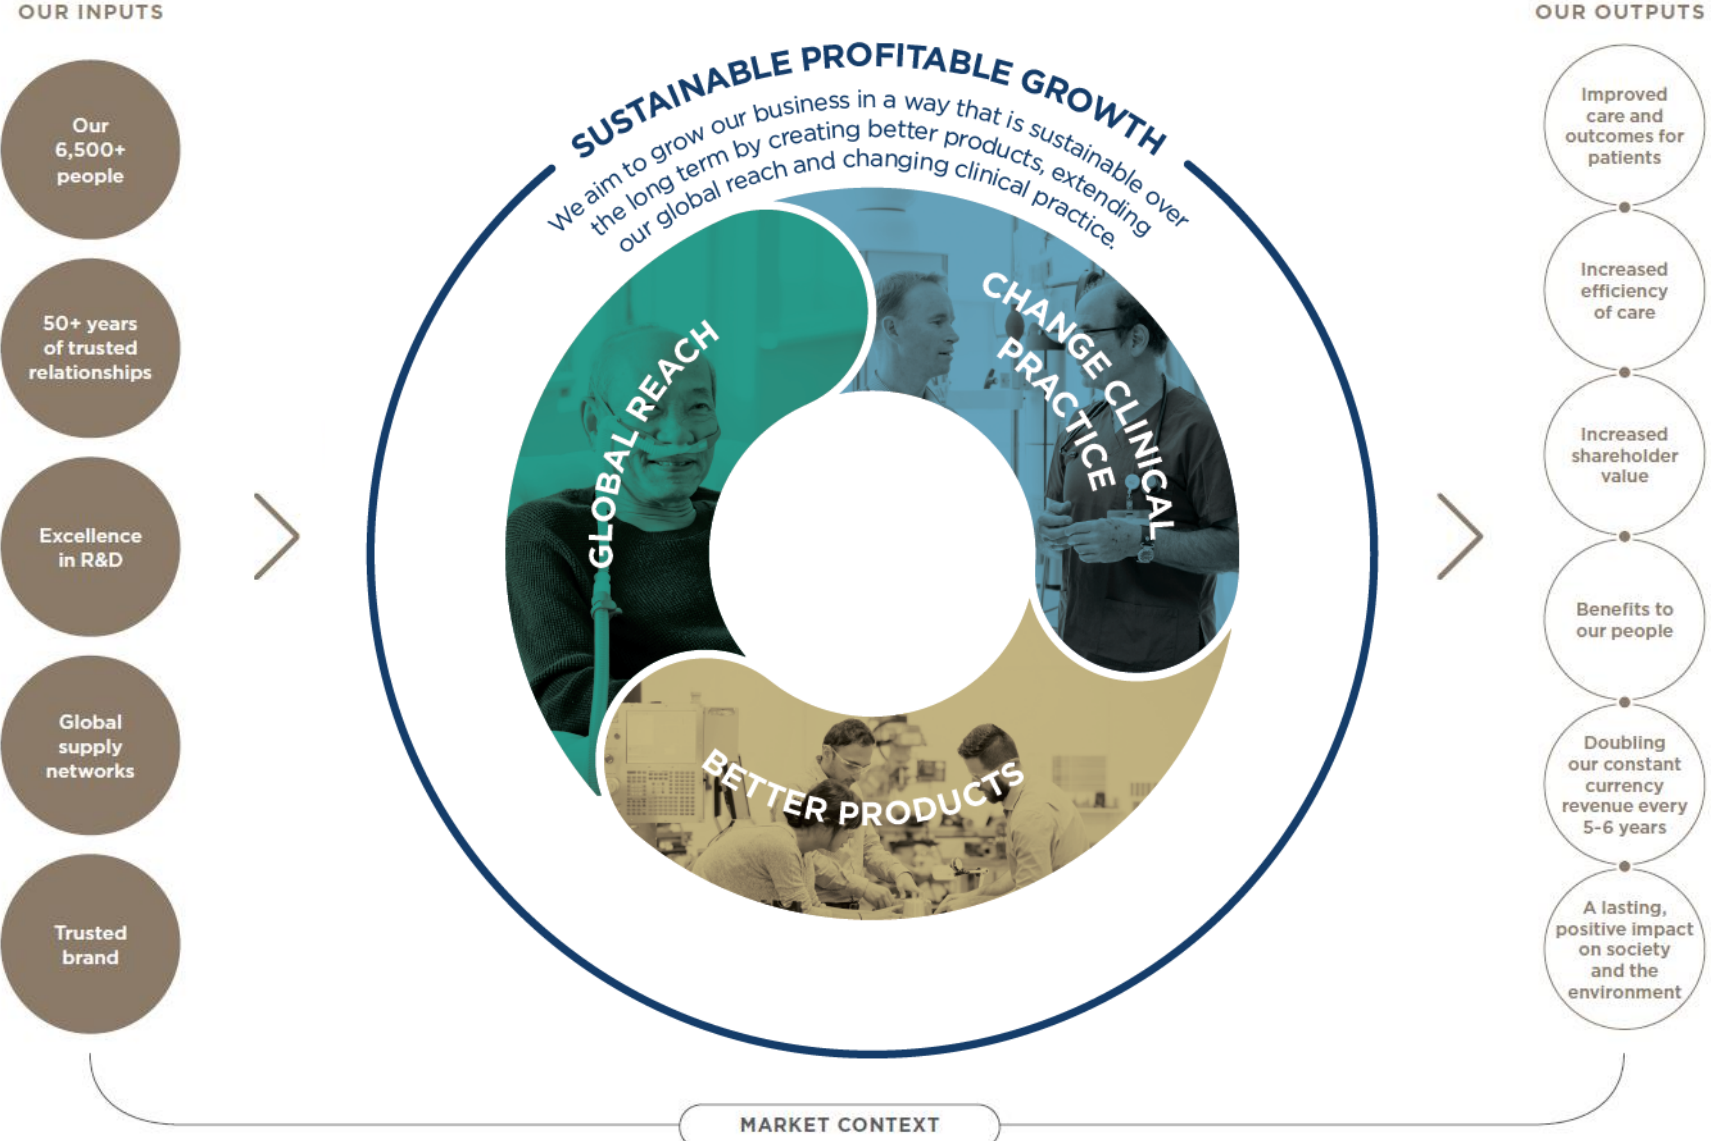 OUR INPUTS
Our
6,500+
people
50+ years
of trusted
relationships
Excellence
in R&D
Global
supply
networks
Trusted
brand
SUSTAINABLE PROFITABLE GROWTH
We aim to grow our business in a way that is sustainable over
the long term by creating better products, extending
our global reach and changing clinical practice.
GLOBAL REACH
CHANGE CLINICAL
PRACTICE
BETTER PRODUCTS
OUR OUTPUTS
Improved
care and
outcomes for
patients
Increased
efficiency
of care
Increased
shareholder
value
Benefits to
our people
Doubling
our constant
currency
revenue every
5-6 years
A lasting,
positive impact
on society
and the
environment
MARKET CONTEXT